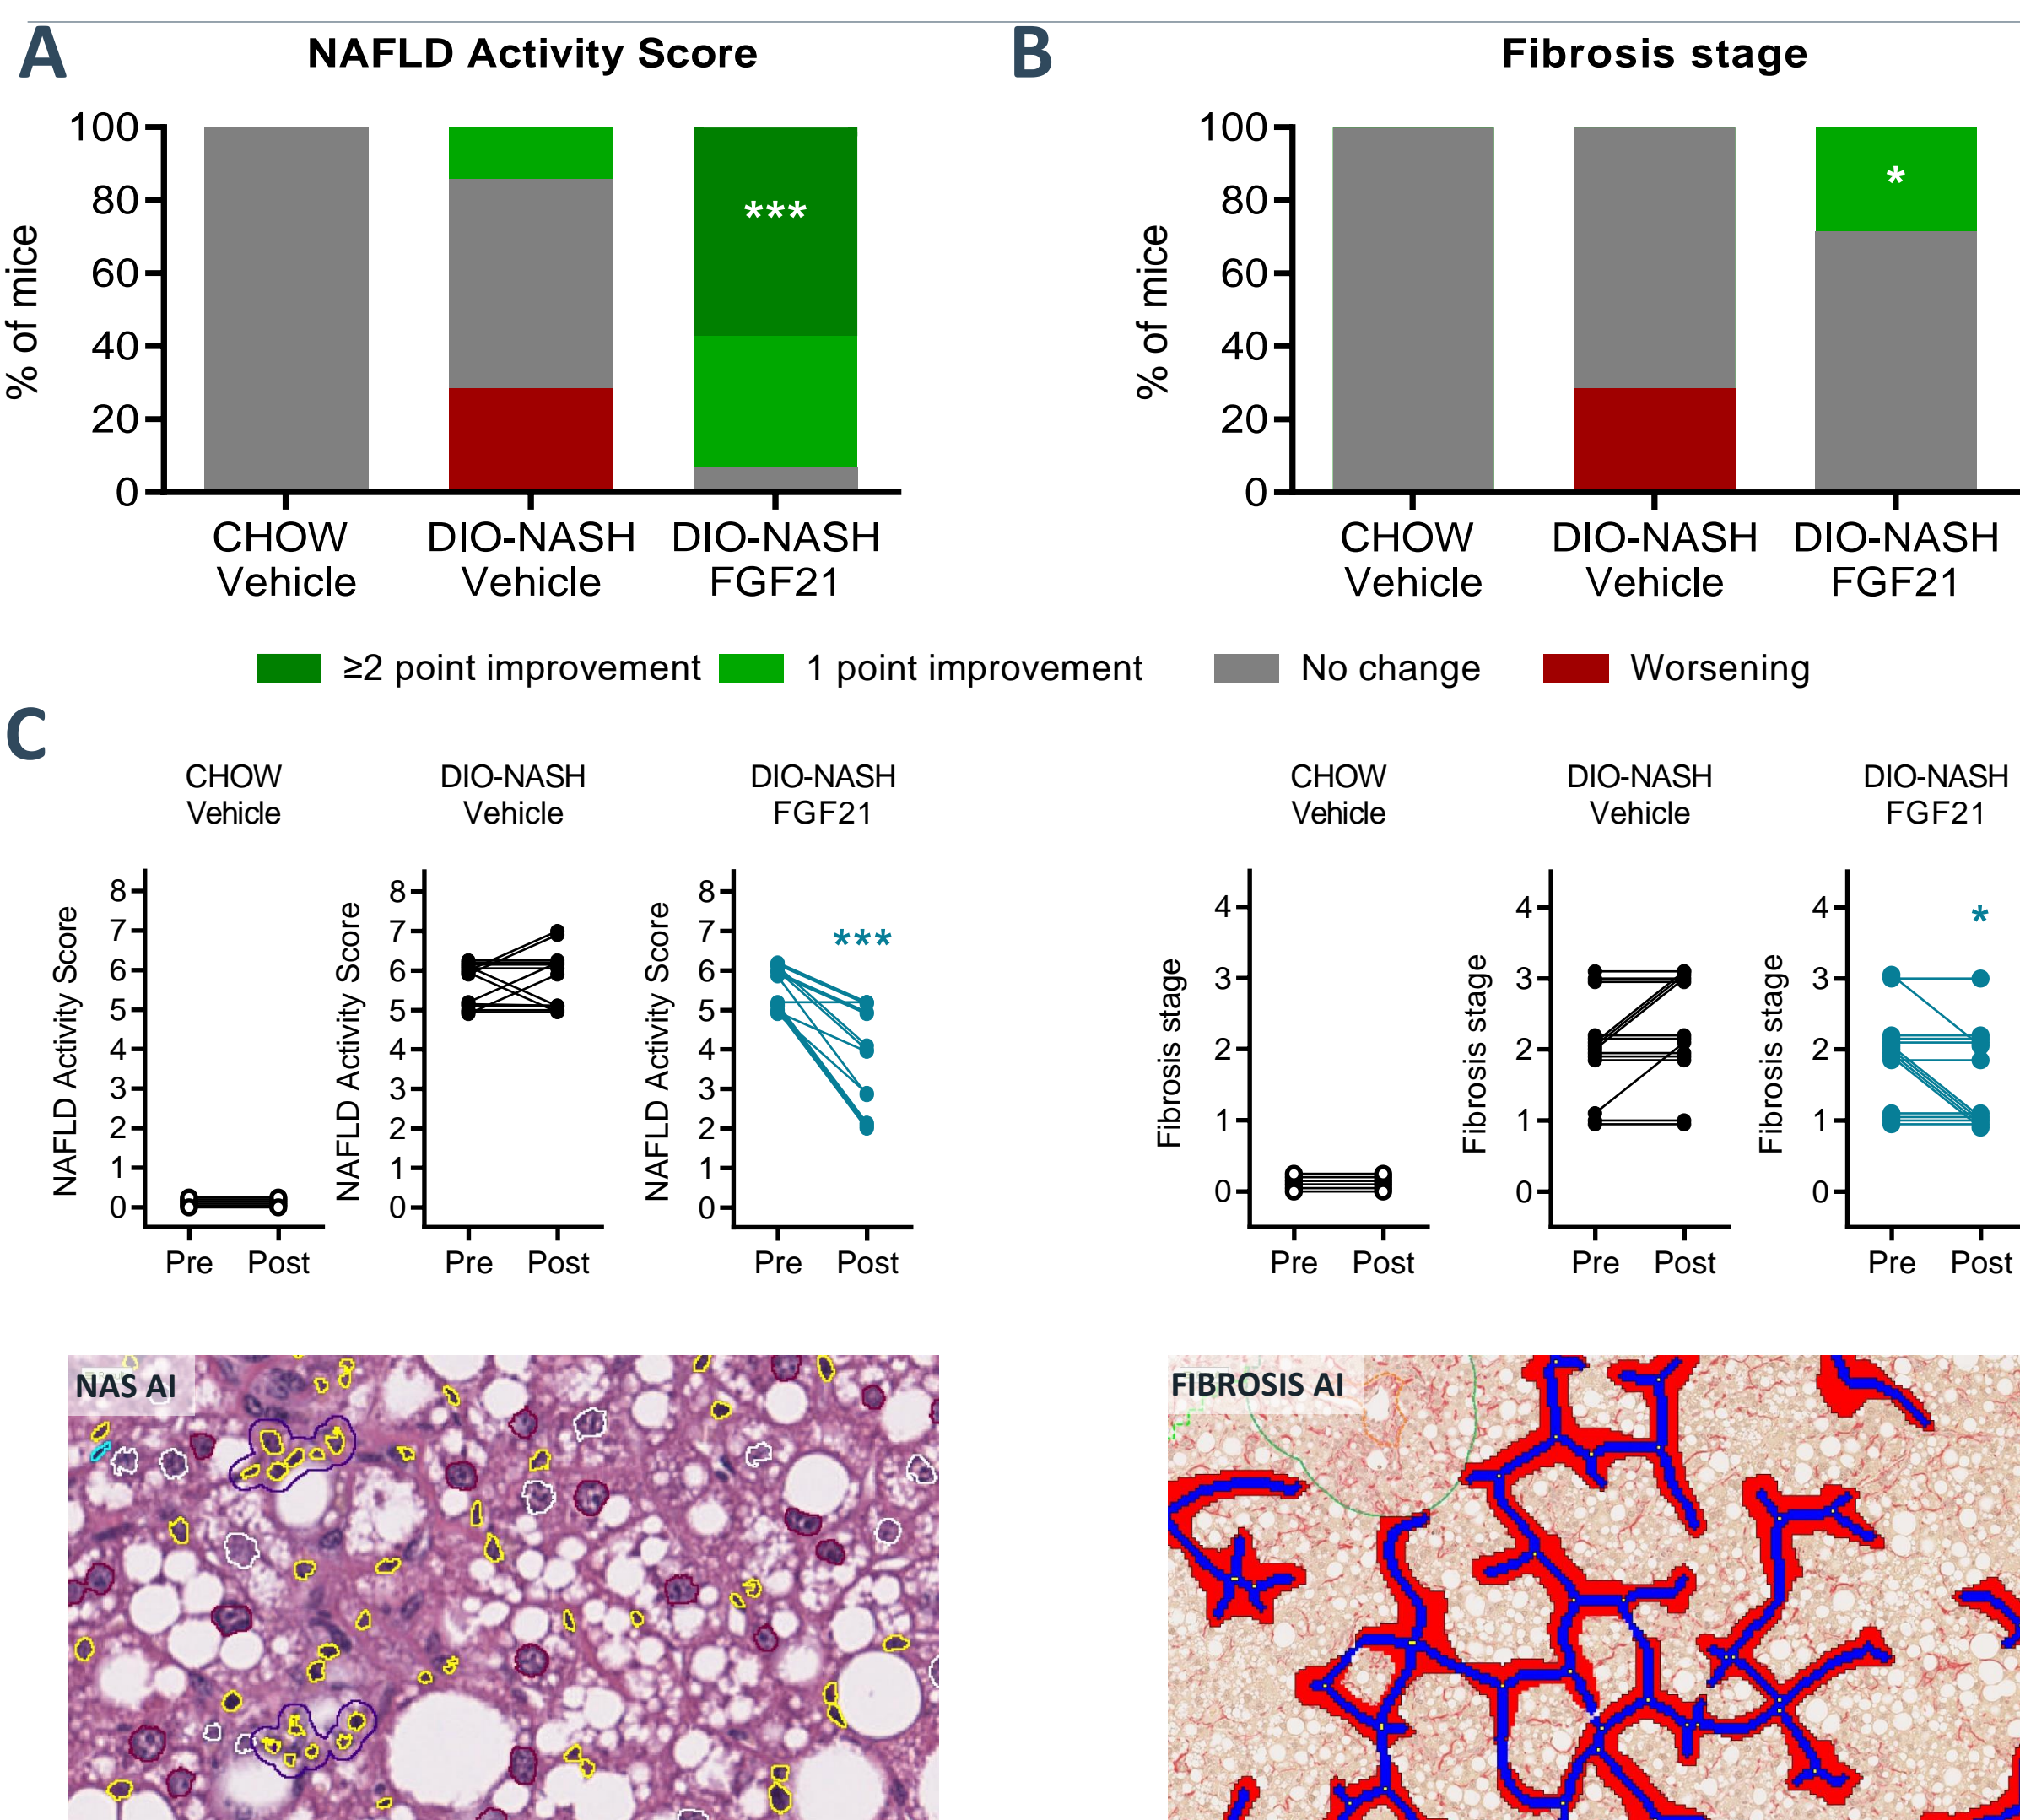 A
NAFLD Activity Score
B
Fibrosis stage
100
80
60
40
20
0
% of mice
***
CHOW
Vehicle
DIO-NASH
Vehicle
DIO-NASH
FGF21
100
80
60
40
20
0
% of mice
*
CHOW
Vehicle
DIO-NASH
Vehicle
DIO-NASH
FGF21
≥2 point improvement
1 point improvement
No change
Worsening
C
CHOW
Vehicle
NAFLD Activity Score
8
7
6
5
4
3
2
1
0
Pre Post
DIO-NASH
Vehicle
NAFLD Activity Score
8
7
6
5
4
3
2
1
0
Pre Post
DIO-NASH
FGF21
NAFLD Activity Score
8
7
6
5
4
3
2
1
0
***
Pre Post
CHOW
Vehicle
Fibrosis stage
4
3
2
1
0
Pre Post
DIO-NASH
Vehicle
Fibrosis stage
4
3
2
1
0
Pre Post
DIO-NASH
FGF21
Fibrosis stage
4
3
2
1
0
*
Pre Post
NAS AI
FIBROSIS AI